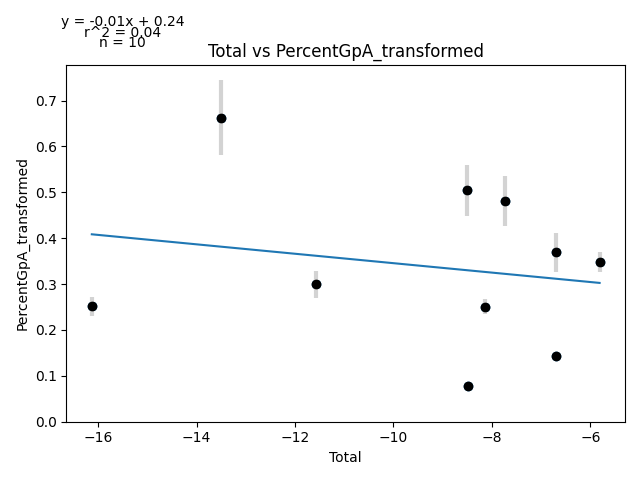 y = -0.01x + 0.24
r^2 = 0.04
n = 10
Total vs PercentGpA_transformed
PercentGpA_transformed
0.7
0.6
0.5
0.4
0.3
0.2
0.1
0.0
−16
−14
−12
−10
−8
−6
Total